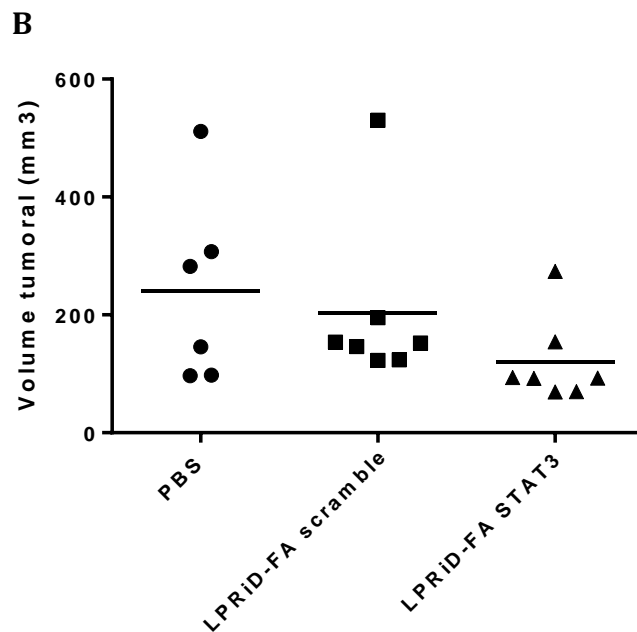 B
Volume tumoral (mm3)
600
400
200
0
PBS
LPRiD-FA scramble
LPRiD-FA STAT3